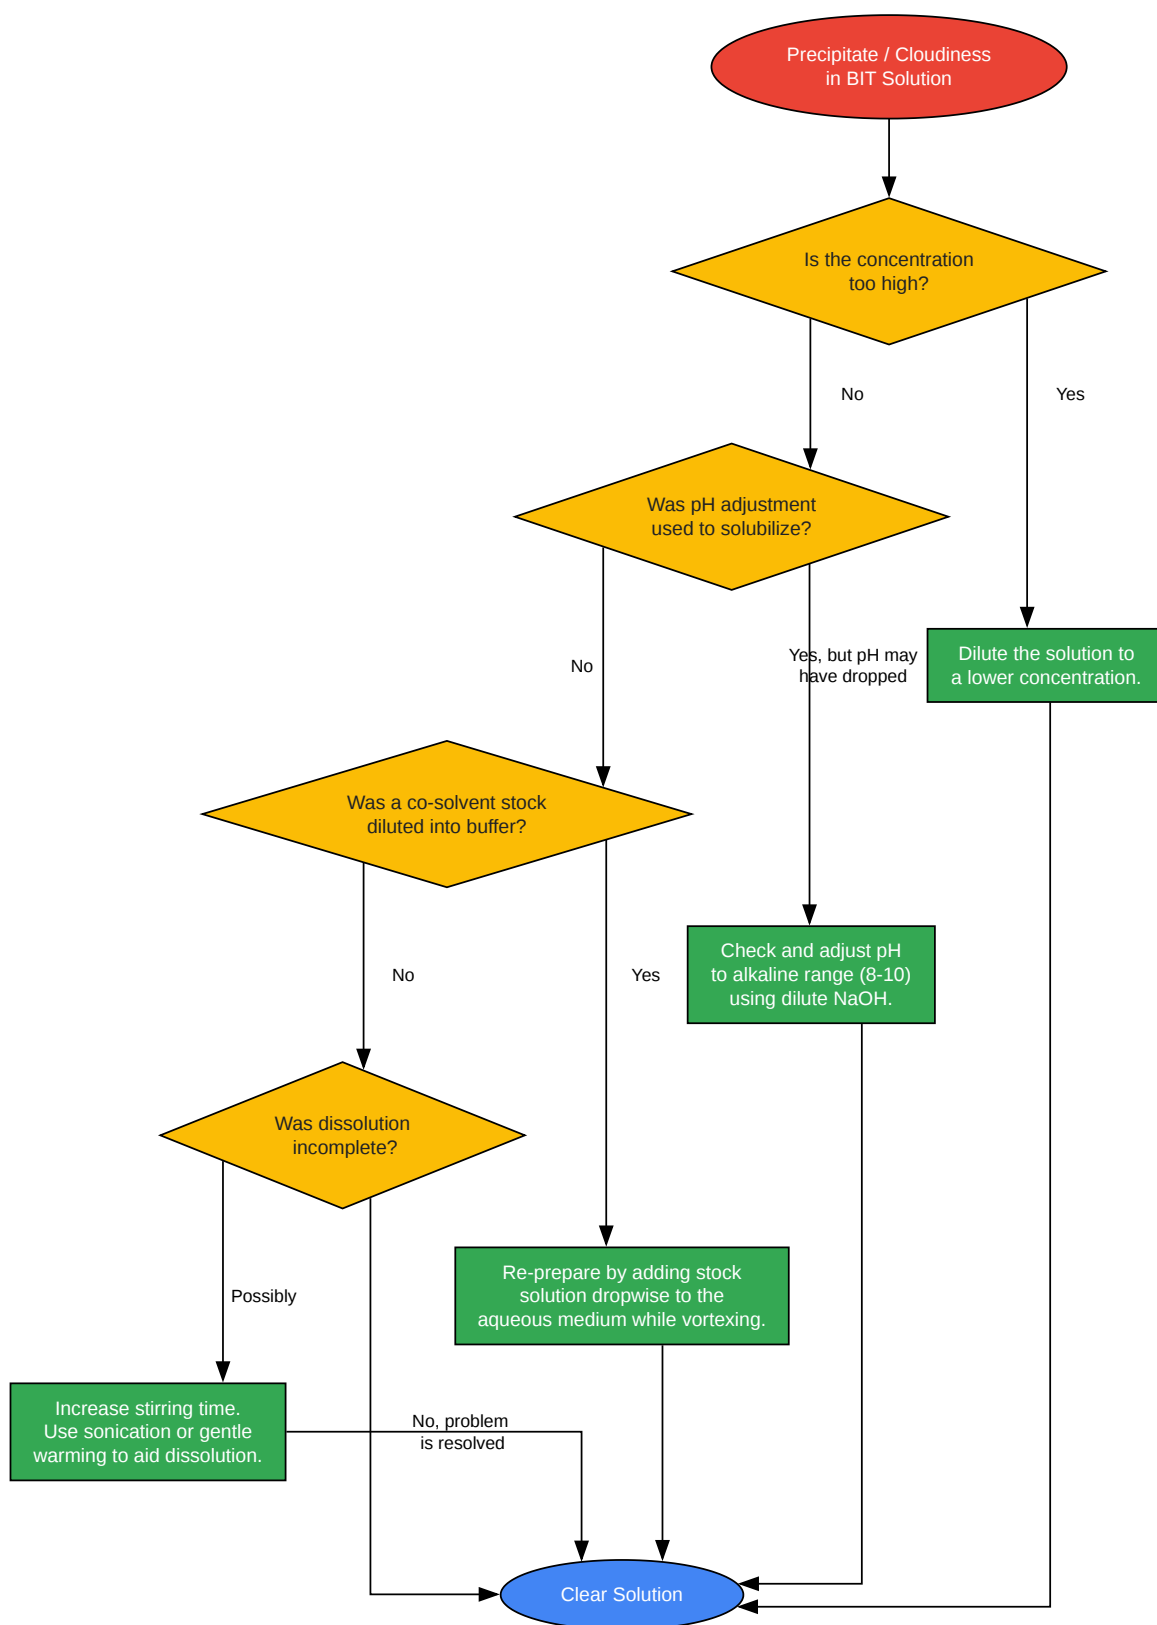 Precipitate / Cloudiness
in BIT Solution
Is the concentration
too high?
No
Yes
Was pH adjustment
used to solubilize?
No
Yes, but pH may
have dropped
Dilute the solution to
a lower concentration.
Was a co-solvent stock
diluted into buffer?
No
Yes
Check and adjust pH
to alkaline range (8-10)
using dilute NaOH.
Was dissolution
incomplete?
Possibly
Re-prepare by adding stock
solution dropwise to the
aqueous medium while vortexing.
Increase stirring time.
Use sonication or gentle
warming to aid dissolution.
No, problem
is resolved
Clear Solution